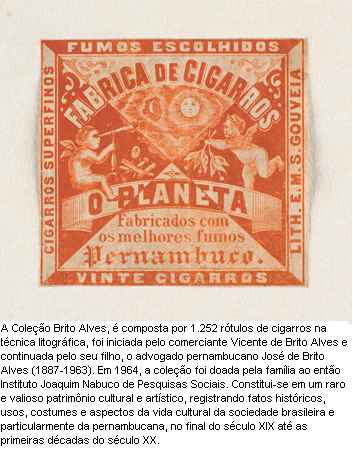 FUMOS ESCOLHIDOS
CIGARROS SUPERFINOS
FABRICA DE CIGARROS
LITH. E. M. S. GOUVEIA
O PLANETA
Fabricados com
os melhores fumos
Pernambuco.
VINTE CIGARROS
A Coleção Brito Alves, é composta por 1.252 rótulos de cigarros na
técnica litográfica, foi iniciada pelo comerciante Vicente de Brito Alves e
continuada pelo seu filho, o advogado pernambucano José de Brito
Alves (1887-1963). Em 1964, a coleção foi doada pela família ao então
Instituto Joaquim Nabuco de Pesquisas Sociais. Constitui-se em um raro
e valioso patrimônio cultural e artístico, registrando fatos históricos,
usos, costumes e aspectos da vida cultural da sociedade brasileira e
particularmente da pernambucana, no final do século XIX até as
primeiras décadas do século XX.